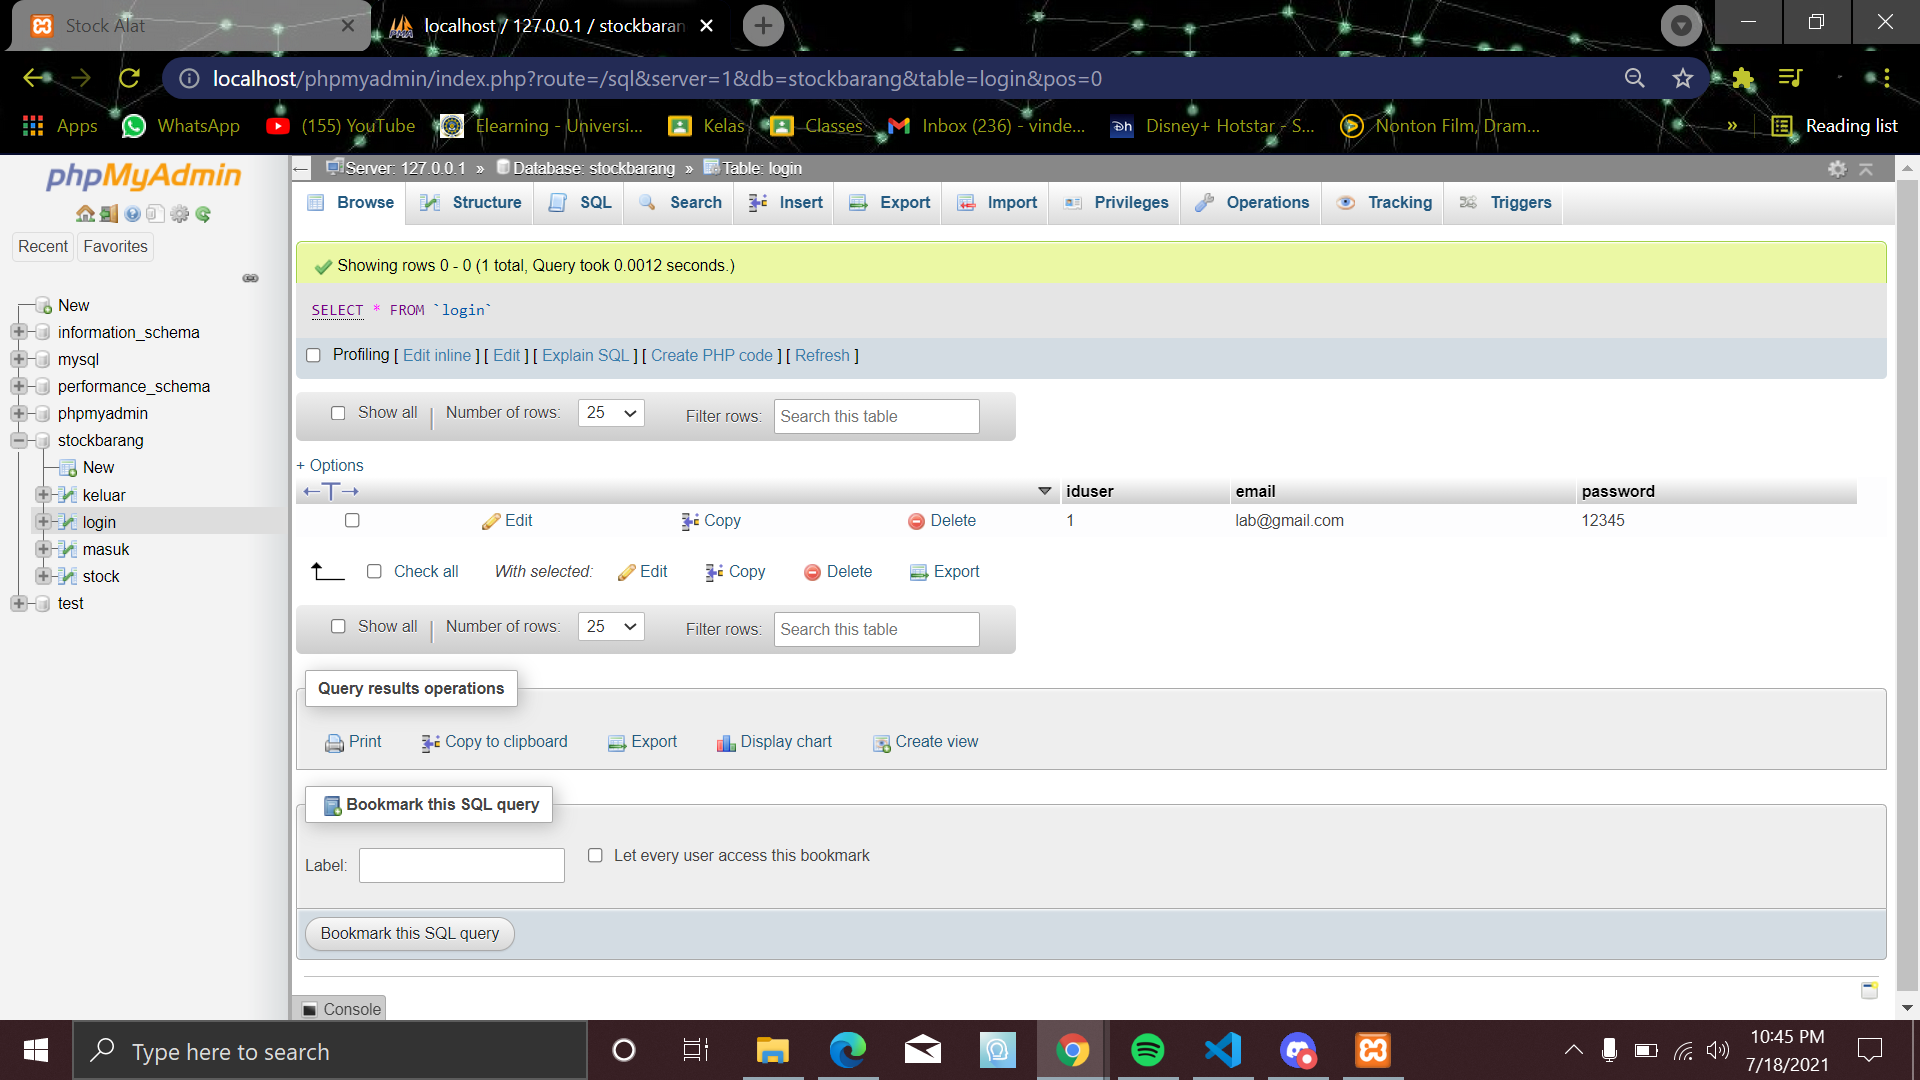 Stock Alat
localhost / 127.0.0.1 / stockbaran
localhost/phpmyadmin/index.php?route=/sql&server=1&db=stockbarang&table=login&pos=0
Apps WhatsApp (155) YouTube Elearning - Universi... Kelas Classes Inbox (236) - vinde... Disney+ Hotstar - S... Nonton Film, Dram... » Reading list
phpMyAdmin
Recent Favorites
New
information_schema
mysql
performance_schema
phpmyadmin
stockbarang
New
keluar
login
masuk
stock
test
Server: 127.0.0.1 » Database: stockbarang » Table: login
Browse Structure SQL Search Insert Export Import Privileges Operations Tracking Triggers
Showing rows 0 - 0 (1 total, Query took 0.0012 seconds.)
SELECT * FROM `login`
Profiling [ Edit inline ] [ Edit ] [ Explain SQL ] [ Create PHP code ] [ Refresh ]
Show all | Number of rows: 25 Filter rows: Search this table
+ Options
←T→ iduser email password
Edit Copy Delete 1 lab@gmail.com 12345
Check all With selected: Edit Copy Delete Export
Show all | Number of rows: 25 Filter rows: Search this table
Query results operations
Print Copy to clipboard Export Display chart Create view
Bookmark this SQL query
Label: Let every user access this bookmark
Bookmark this SQL query
Console
Type here to search
10:45 PM
7/18/2021